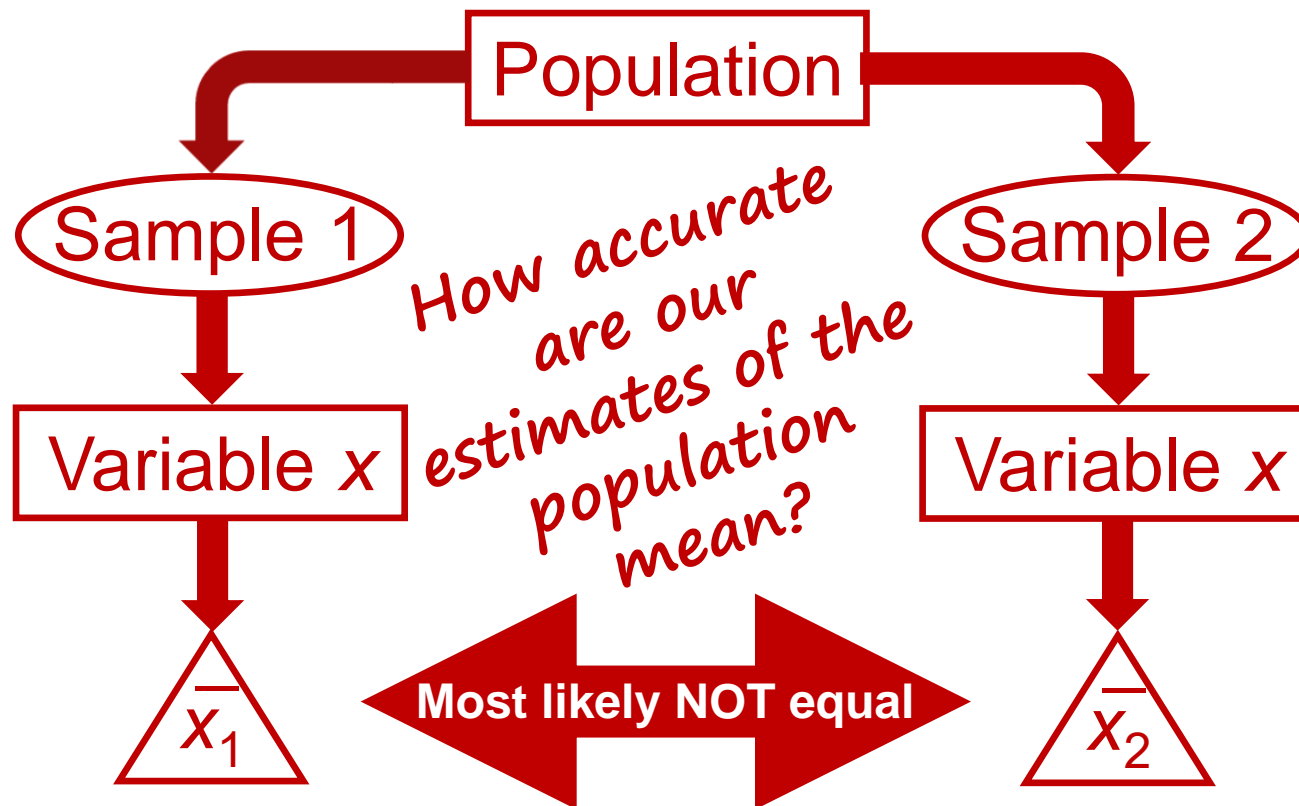 Population
Sample 1
Sample 2
How accurate
are our
estimates of the
population
mean?
Variable x
Variable x
x̅₁
Most likely NOT equal
x̅₂